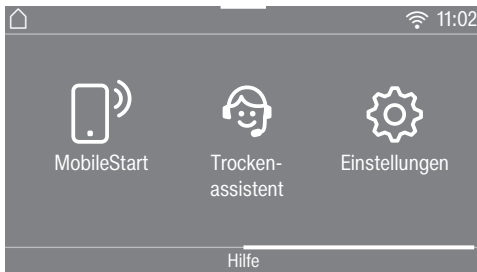 11:02
MobileStart
Trocken-
assistent
Einstellungen
Hilfe